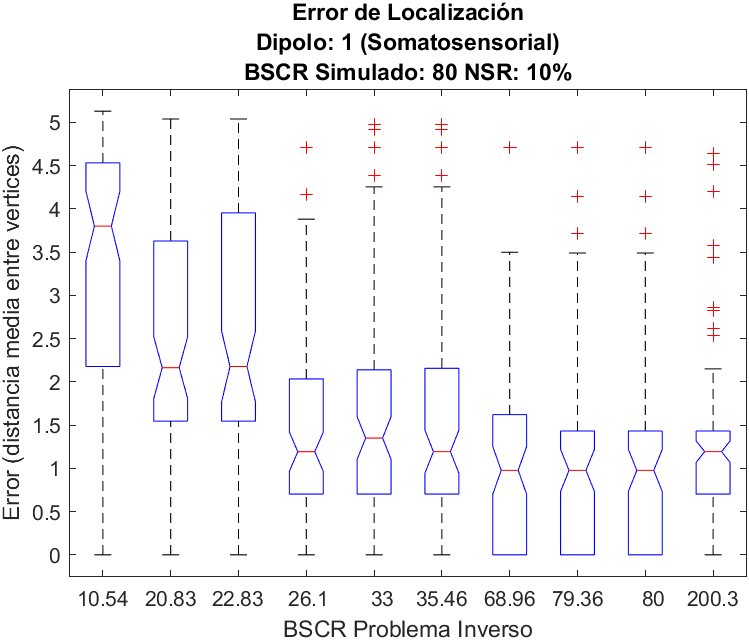 Error de Localización
Dipolo: 1 (Somatosensorial)
BSCR Simulado: 80 NSR: 10%
Error (distancia media entre vertices)
5
4.5
4
3.5
3
2.5
2
1.5
1
0.5
0
10.54 20.83 22.83 26.1 33 35.46 68.96 79.36 80 200.3
BSCR Problema Inverso